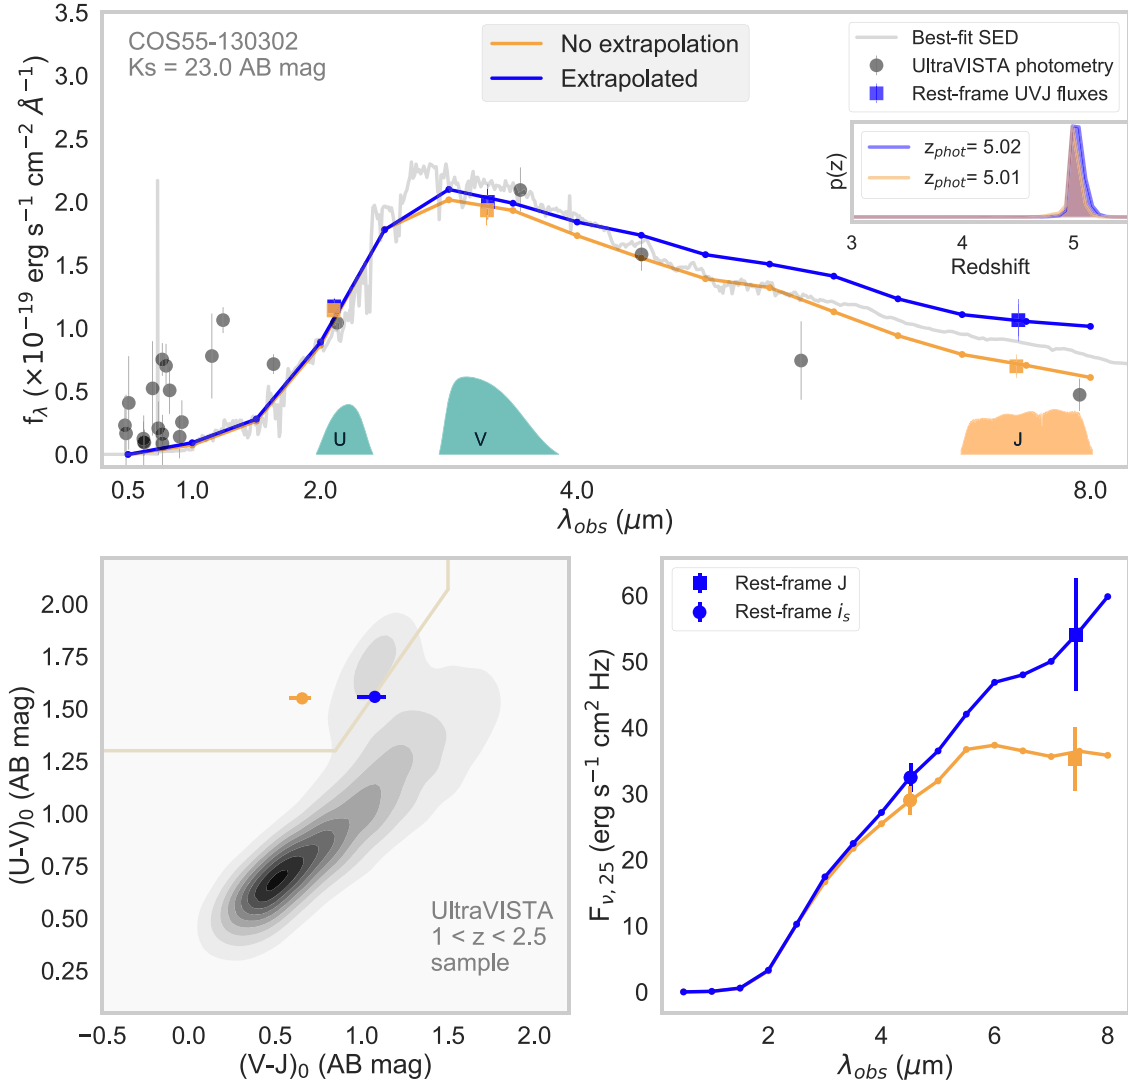 3.5
3.0
2.5
2.0
1.5
1.0
0.5
0.0
f_λ (×10⁻¹⁹ erg s⁻¹ cm⁻² Å⁻¹)
COS55-130302
Ks = 23.0 AB mag
No extrapolation
Extrapolated
Best-fit SED
UltraVISTA photometry
Rest-frame UVJ fluxes
z_phot= 5.02
z_phot= 5.01
p(z)
3 4 5
Redshift
U
V
J
0.5 1.0 2.0 4.0 8.0
λ_obs (μm)
2.00
1.75
1.50
1.25
1.00
0.75
0.50
0.25
(U-V)₀ (AB mag)
UltraVISTA
1 < z < 2.5
sample
−0.5 0.0 0.5 1.0 1.5 2.0
(V-J)₀ (AB mag)
Rest-frame J
Rest-frame i_s
60
50
40
30
20
10
0
F_ν, 25 (erg s⁻¹ cm² Hz)
2 4 6 8
λ_obs (μm)